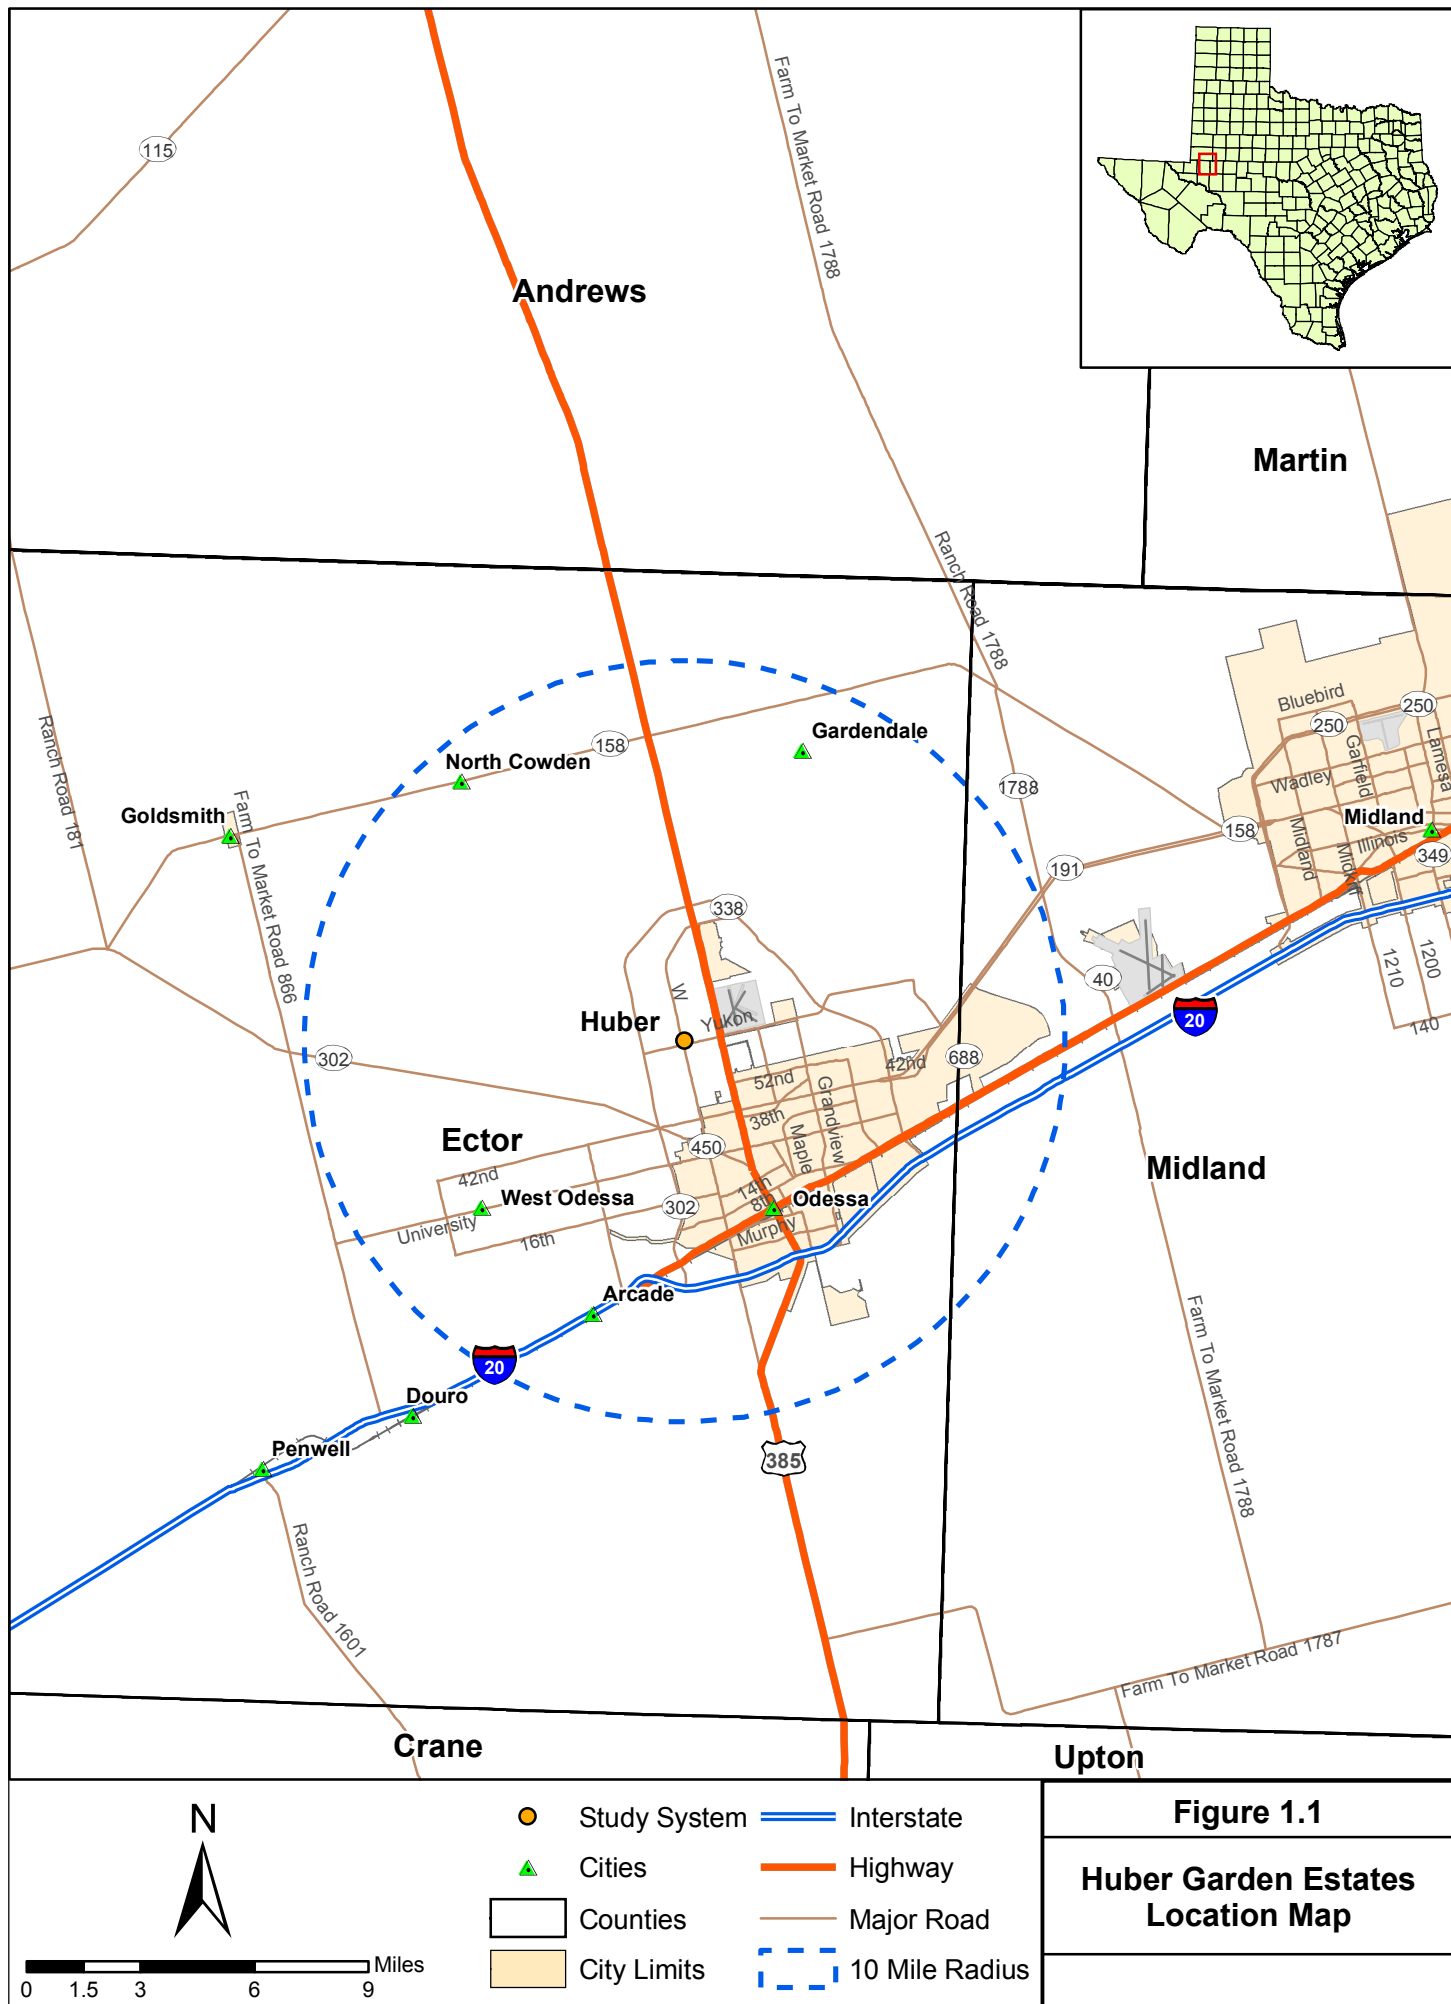 115
Farm To Market Road 1788
Andrews
Martin
Ranch Road 1788
Ranch Road 181
Bluebird
250
250
Gardendale
158
North Cowden
Garfield
Lamesa
Wadley
1788
Goldsmith
Farm To Market Road 866
158
Midland
Midland
Midkiff
Illinois
349
191
338
W
40
1210
1200
Huber
Yukon
20
140
302
688
42nd
52nd
Grandview
38th
Maple
Ector
450
42nd
Midland
14th
West Odessa
8th
Odessa
302
University
16th
Murphy
Arcade
Farm To Market Road 1788
20
Douro
Penwell
385
Ranch Road 1601
Farm To Market Road 1787
Crane
Upton
N
Miles
0 1.5 3 6 9
Study System
Interstate
Cities
Highway
Counties
Major Road
City Limits
10 Mile Radius
Figure 1.1
Huber Garden Estates
Location Map